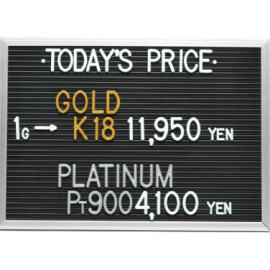 ·TODAY'S PRICE·
GOLD
1G→ K18 11,950 YEN
PLATINUM
PT900 4,100 YEN